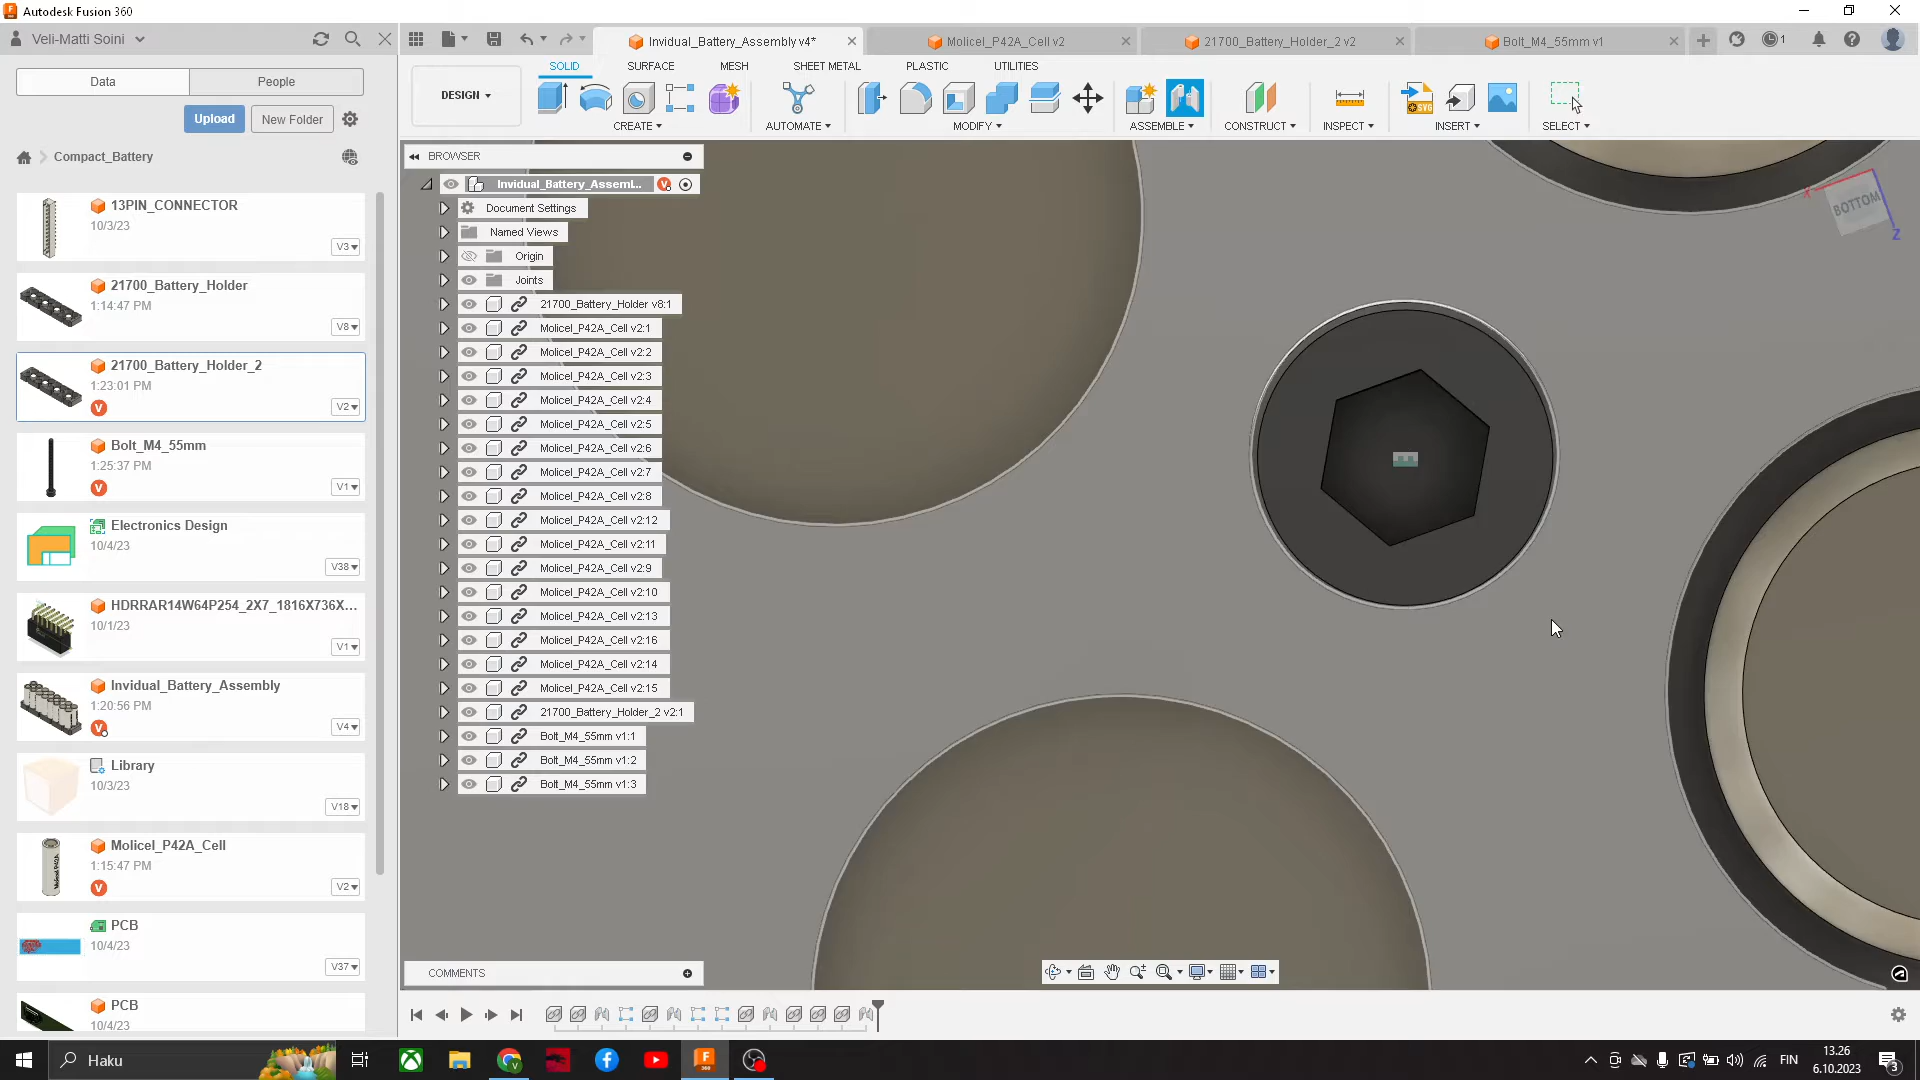 Autodesk Fusion 360
Veli-Matti Soini
Invidual_Battery_Assembly v4*
Molicel_P42A_Cell v2
21700_Battery_Holder_2 v2
Bolt_M4_55mm v1
1
SOLID
SURFACE
MESH
SHEET METAL
PLASTIC
UTILITIES
Data
People
DESIGN
Upload
New Folder
CREATE
AUTOMATE
MODIFY
ASSEMBLE
CONSTRUCT
INSPECT
INSERT
SELECT
Compact_Battery
BROWSER
Invidual_Battery_Assembl...
Document Settings
Named Views
Origin
Joints
21700_Battery_Holder v8:1
Molicel_P42A_Cell v2:1
Molicel_P42A_Cell v2:2
Molicel_P42A_Cell v2:3
Molicel_P42A_Cell v2:4
Molicel_P42A_Cell v2:5
Molicel_P42A_Cell v2:6
Molicel_P42A_Cell v2:7
Molicel_P42A_Cell v2:8
Molicel_P42A_Cell v2:12
Molicel_P42A_Cell v2:11
Molicel_P42A_Cell v2:9
Molicel_P42A_Cell v2:10
Molicel_P42A_Cell v2:13
Molicel_P42A_Cell v2:16
Molicel_P42A_Cell v2:14
Molicel_P42A_Cell v2:15
21700_Battery_Holder_2 v2:1
Bolt_M4_55mm v1:1
Bolt_M4_55mm v1:2
Bolt_M4_55mm v1:3
13PIN_CONNECTOR
10/3/23
V3
21700_Battery_Holder
1:14:47 PM
V8
21700_Battery_Holder_2
1:23:01 PM
V
V2
Bolt_M4_55mm
1:25:37 PM
V
V1
Electronics Design
10/4/23
V38
HDRRAR14W64P254_2X7_1816X736X...
10/1/23
V1
Invidual_Battery_Assembly
1:20:56 PM
V4
Library
10/3/23
V18
Molicel_P42A_Cell
1:15:47 PM
V
V2
PCB
10/4/23
V37
PCB
10/4/23
BOTTOM
X
Z
COMMENTS
Haku
FIN
13.26
6.10.2023
3